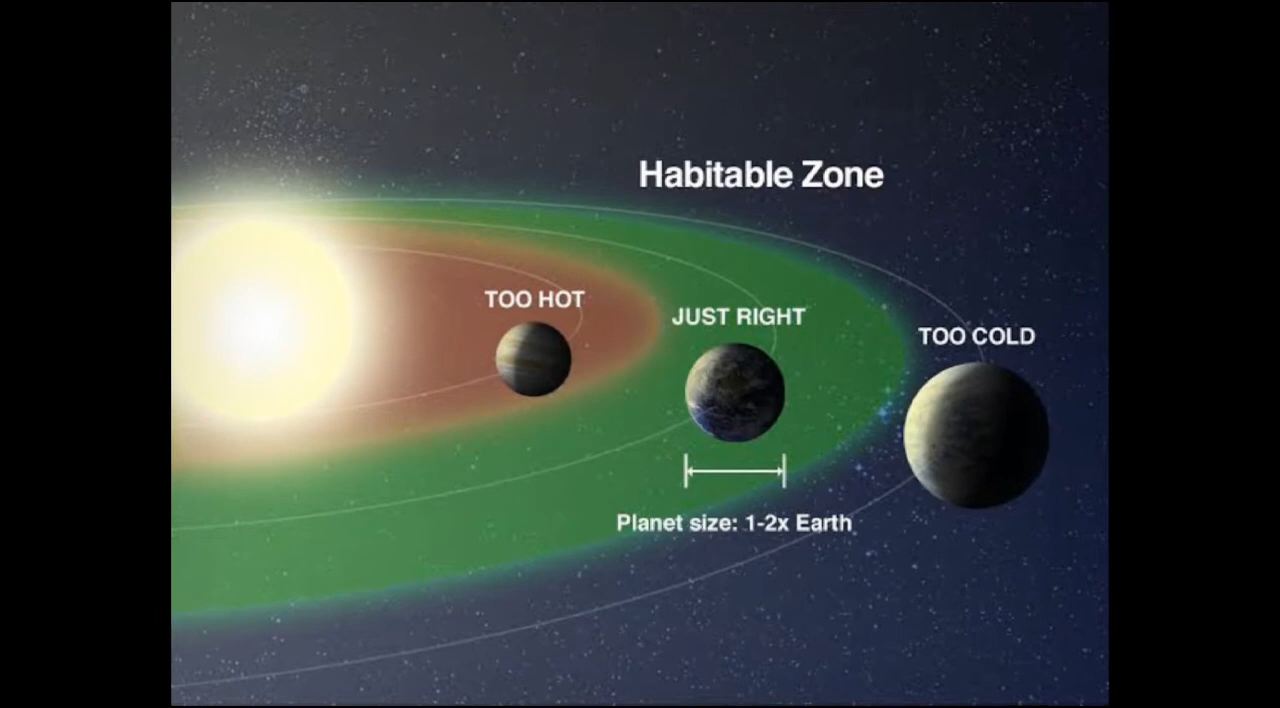 Habitable Zone
TOO HOT
JUST RIGHT
TOO COLD
Planet size: 1-2x Earth